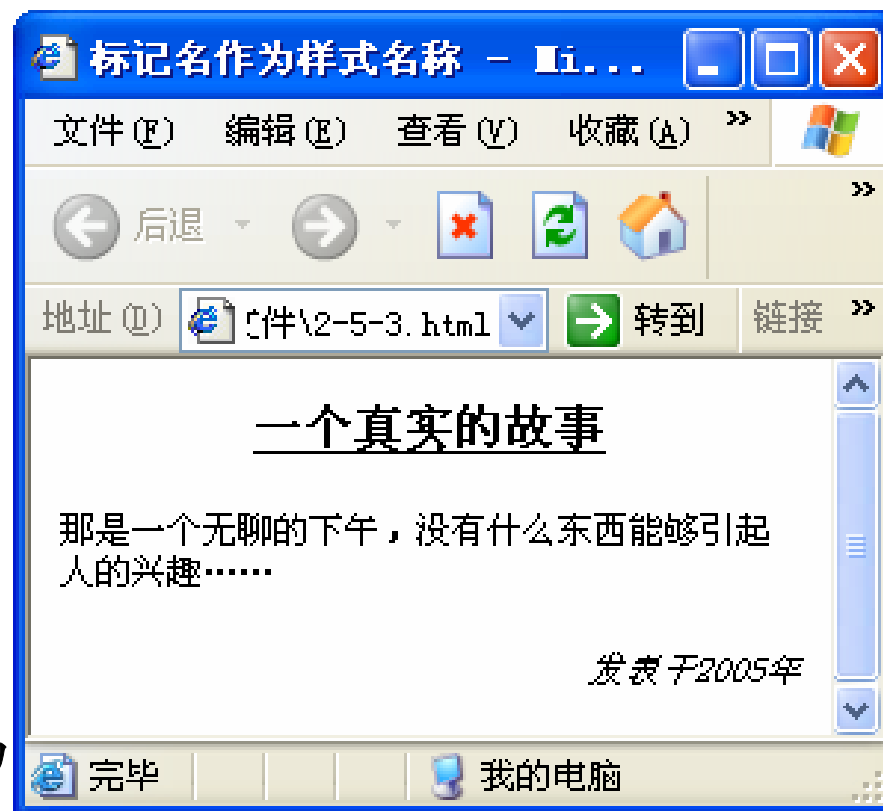 标记名作为样式名称 - Mi...
文件(F) 编辑(E) 查看(V) 收藏(A) »
后退 »
地址(D) 件\2-5-3.html 转到 链接 »
一个真实的故事
那是一个无聊的下午，没有什么东西能够引起
人的兴趣……
发表于2005年
完毕 我的电脑